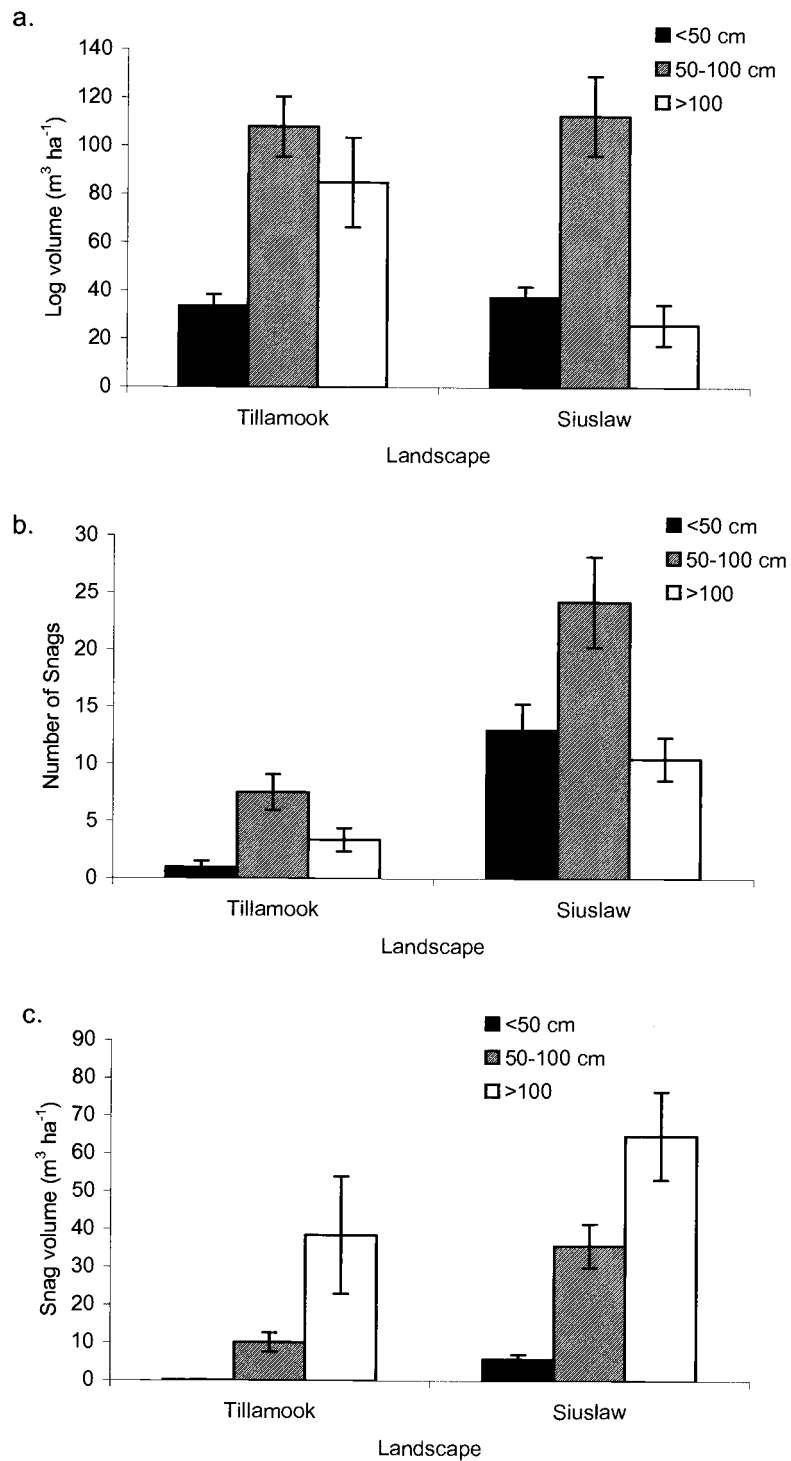 a.
<50 cm
50-100 cm
>100
140
120
100
80
60
40
20
0
Log volume (m³ ha⁻¹)
Tillamook Siuslaw
Landscape
b.
<50 cm
50-100 cm
>100
30
25
20
15
10
5
0
Number of Snags
Tillamook Siuslaw
Landscape
c.
<50 cm
50-100 cm
>100
90
80
70
60
50
40
30
20
10
0
Snag volume (m³ ha⁻¹)
Tillamook Siuslaw
Landscape